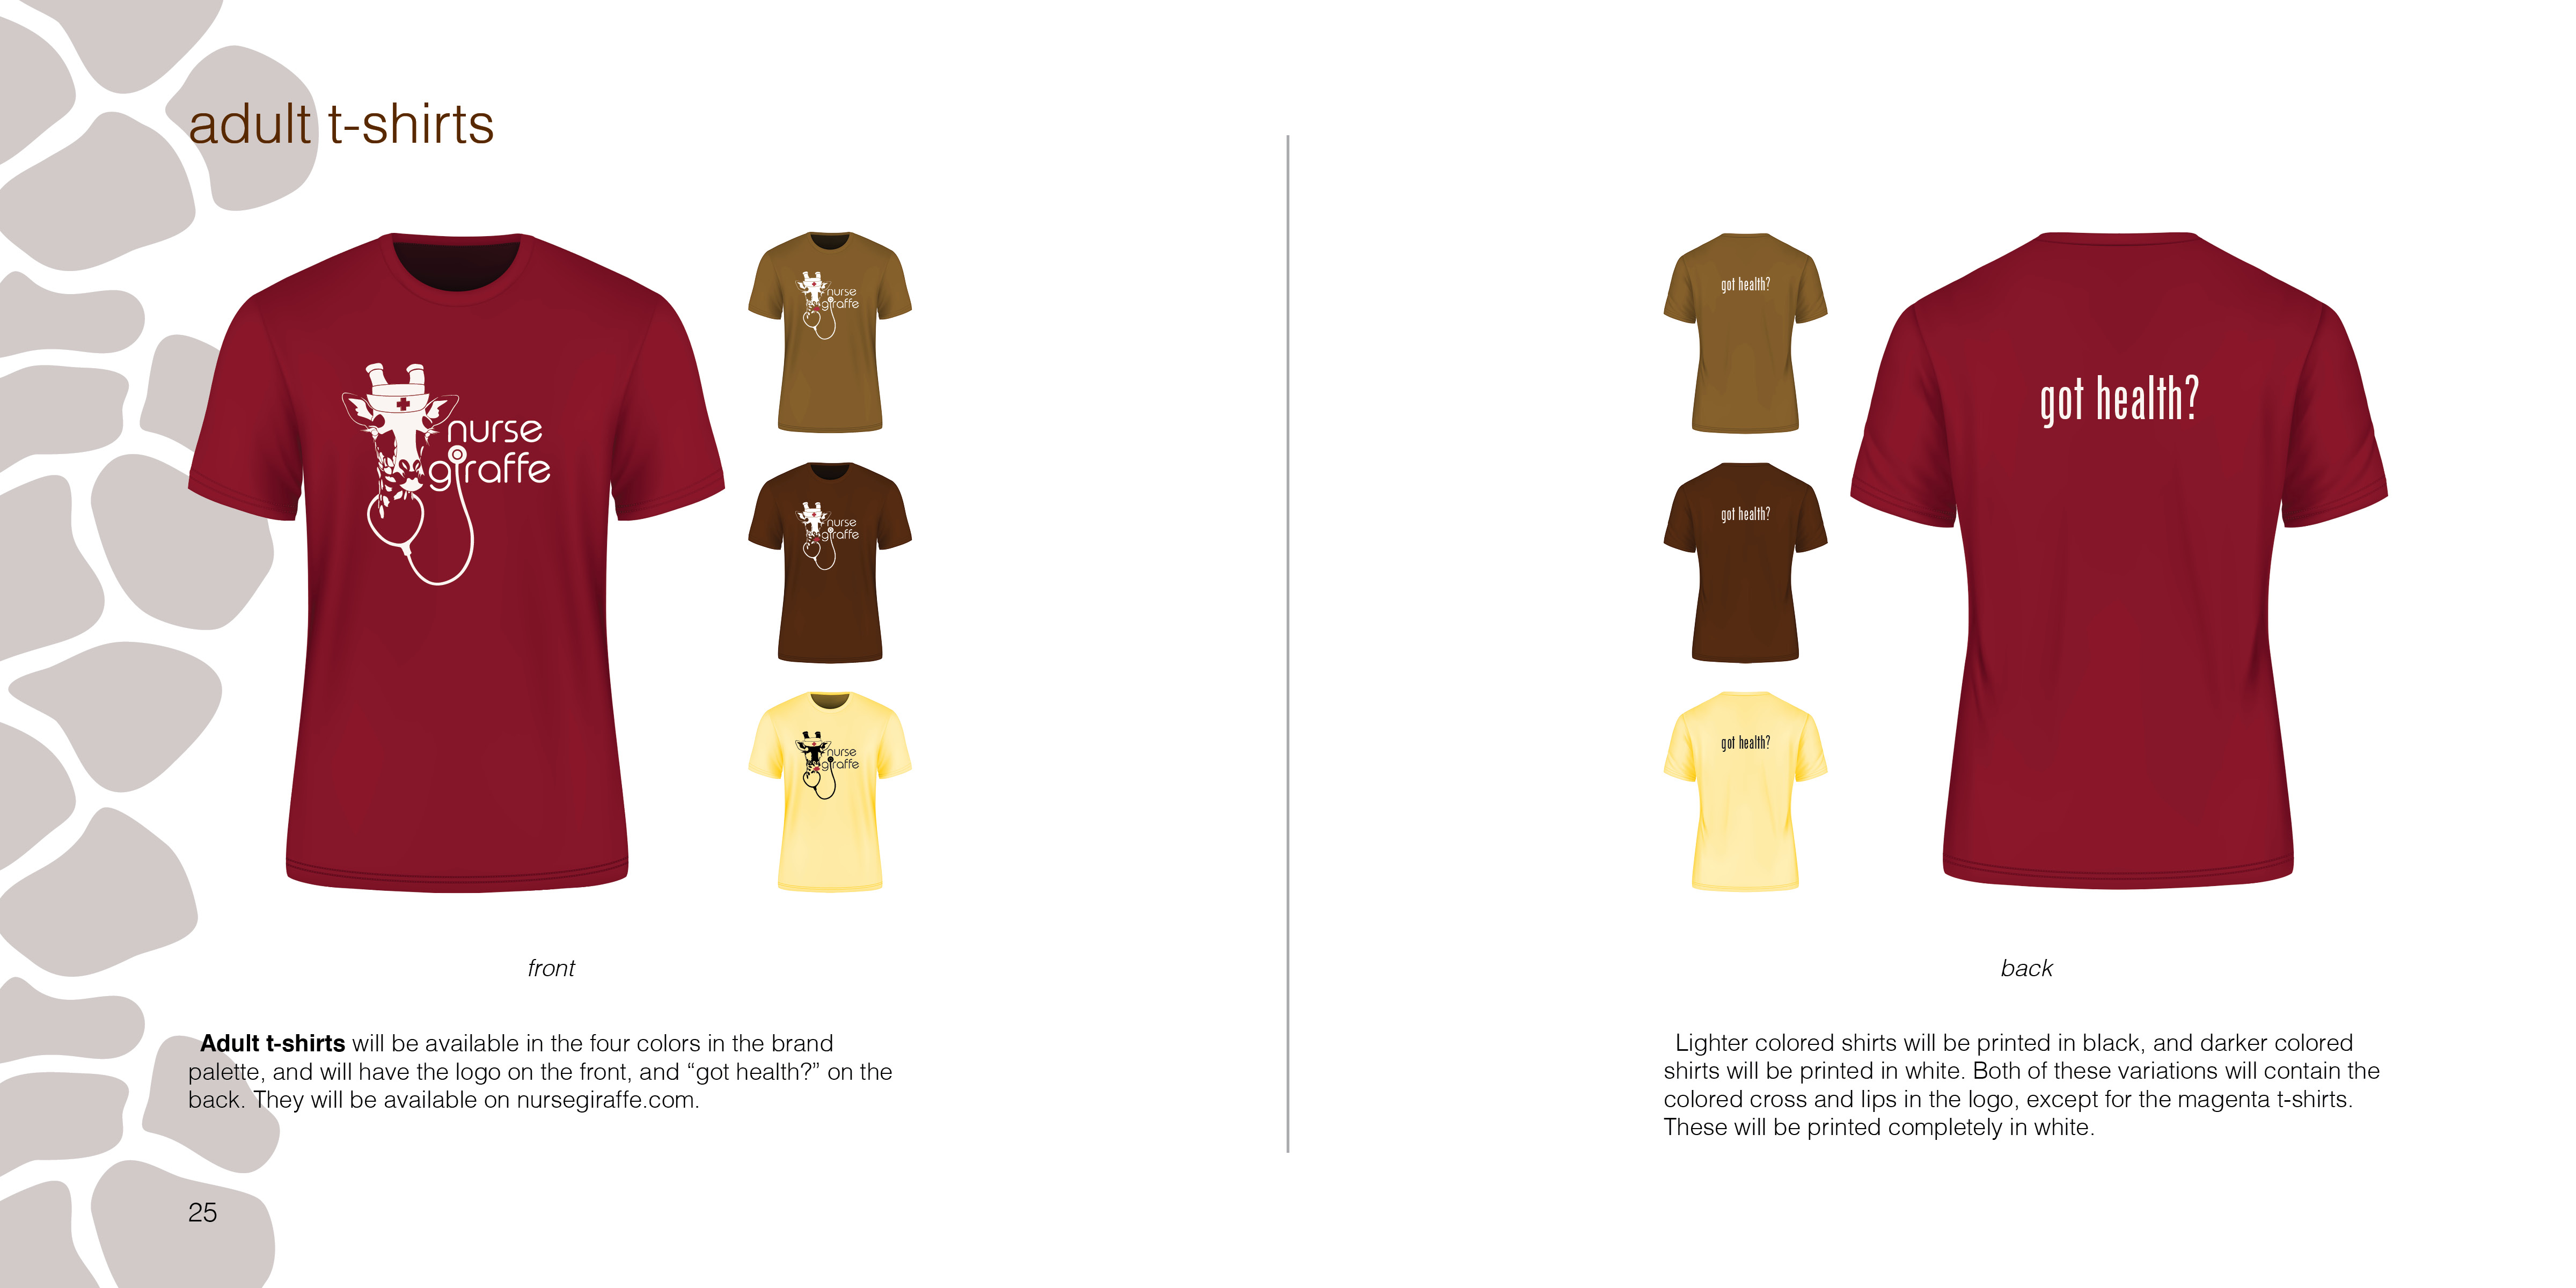 adult t-shirts
nurse
giraffe
nurse
giraffe
nurse
giraffe
nurse
giraffe
front
Adult t-shirts will be available in the four colors in the brand
palette, and will have the logo on the front, and “got health?” on the
back. They will be available on nursegiraffe.com.
25
got health?
got health?
got health?
got health?
back
Lighter colored shirts will be printed in black, and darker colored
shirts will be printed in white. Both of these variations will contain the
colored cross and lips in the logo, except for the magenta t-shirts.
These will be printed completely in white.